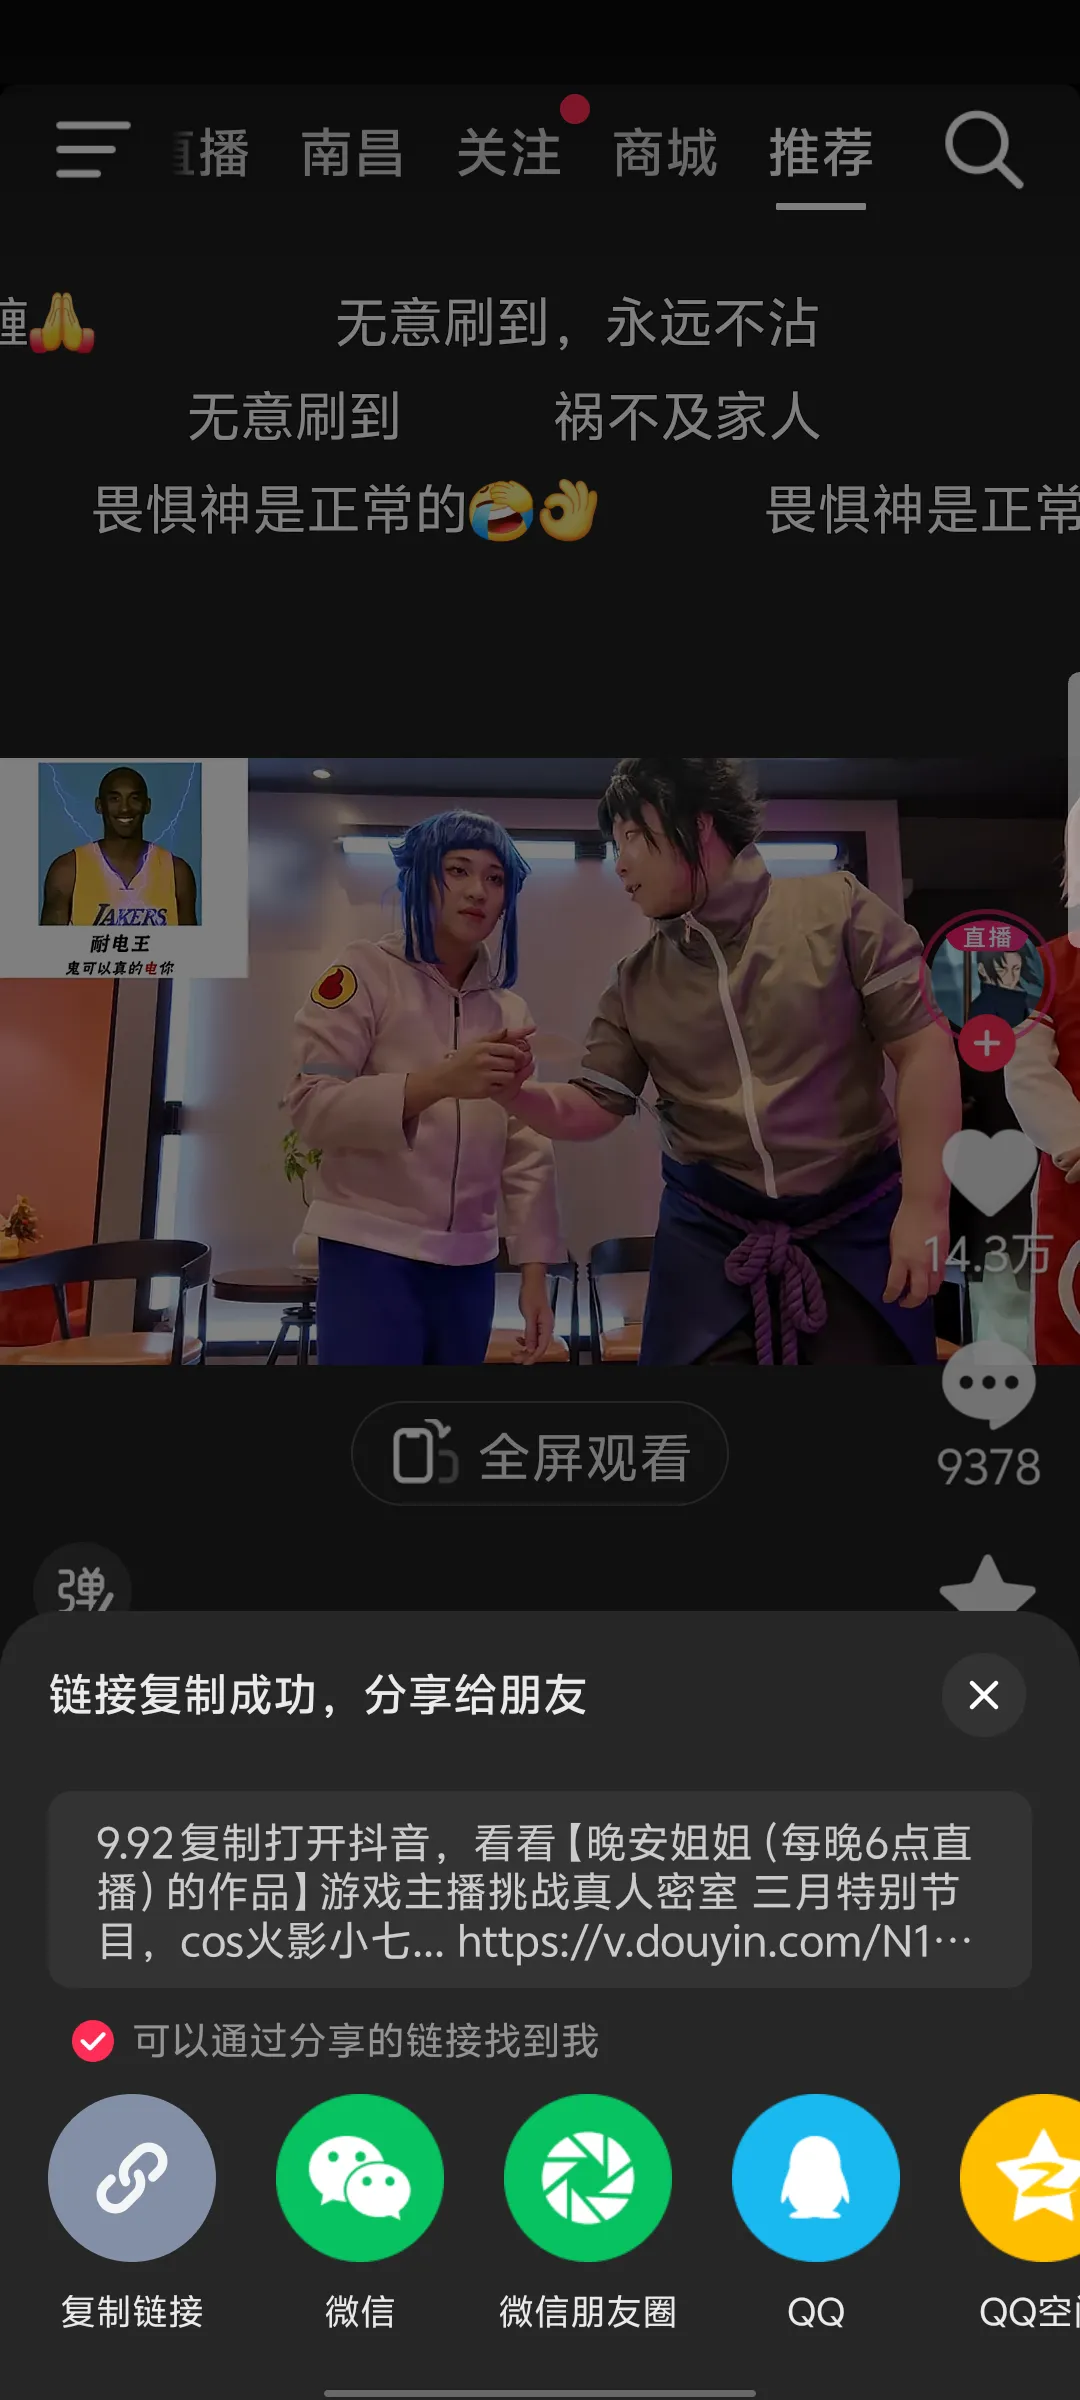 直播 南昌 关注 商城 推荐
缠🙏 无意刷到，永远不沾
无意刷到 祸不及家人
畏惧神是正常的🤣👌 畏惧神是正常
LAKERS
耐电王
鬼可以真的电你
直播
14.3万
全屏观看
9378
弹
链接复制成功，分享给朋友
9.92复制打开抖音，看看【晚安姐姐（每晚6点直
播）的作品】游戏主播挑战真人密室 三月特别节
目，cos火影小七... https://v.douyin.com/N1···
可以通过分享的链接找到我
复制链接 微信 微信朋友圈 QQ QQ空间